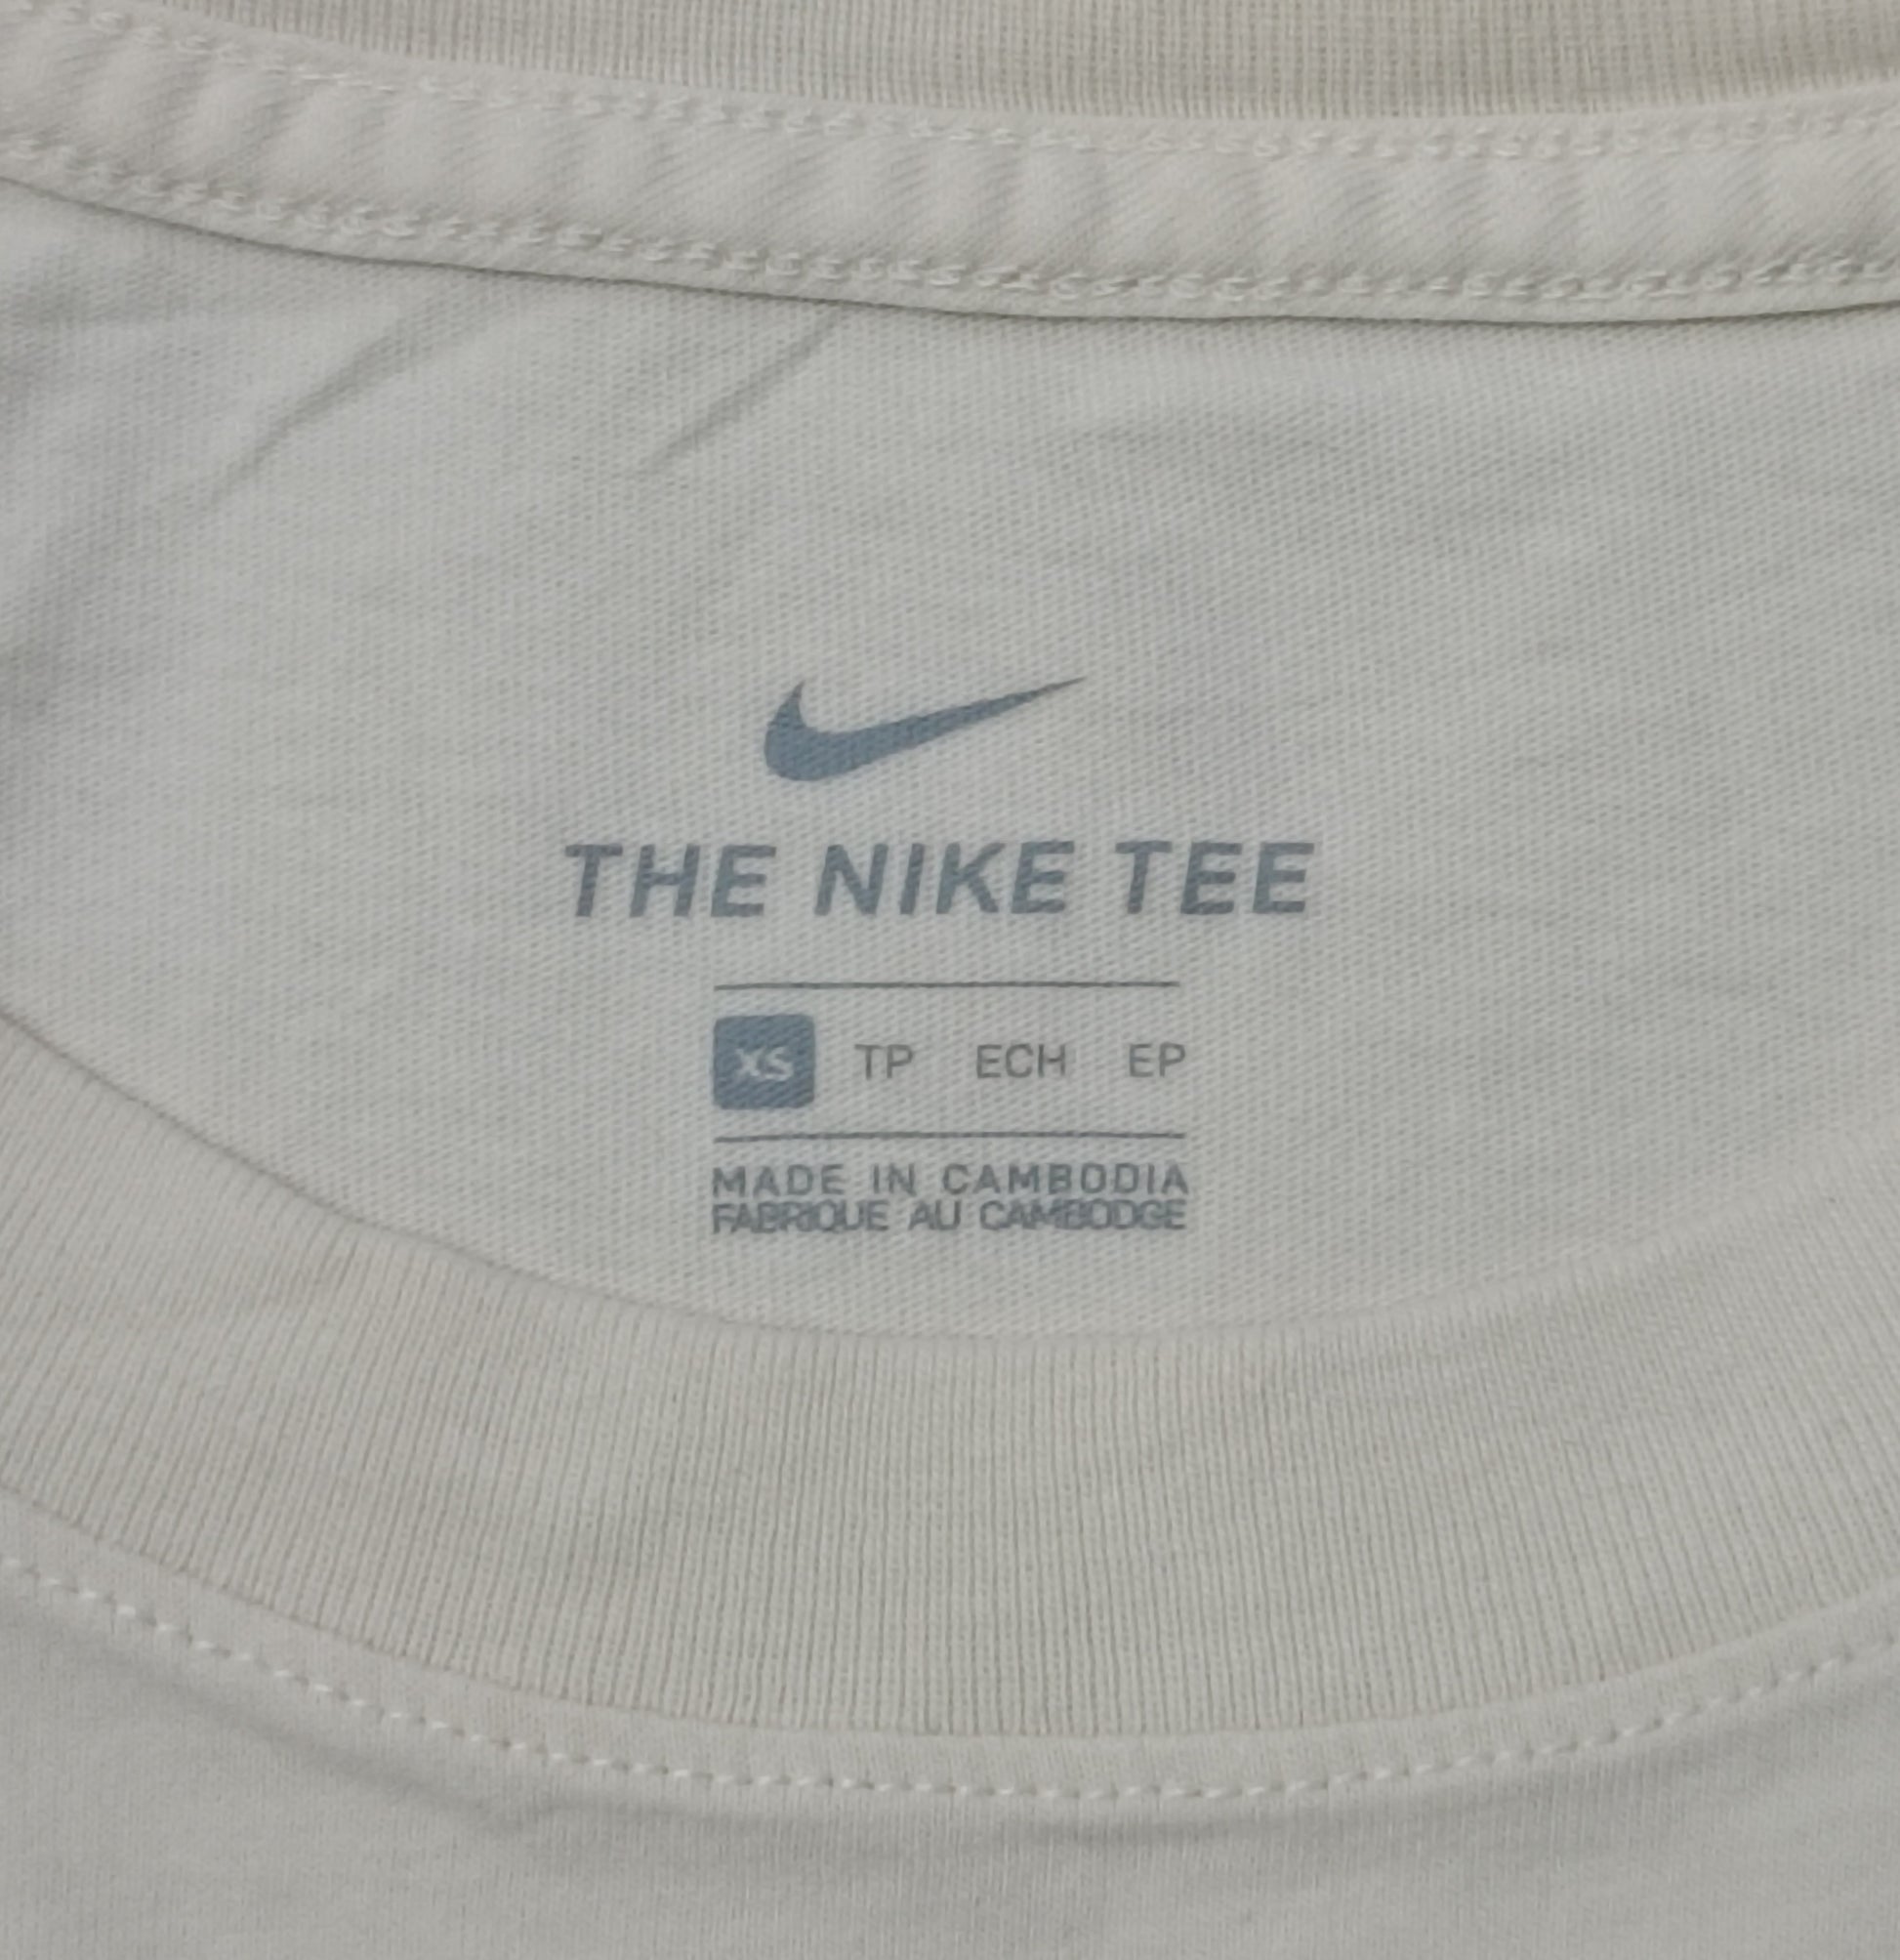 THE NIKE TEE
XS TP ECH EP
MADE IN CAMBODIA
FABRIQUE AU CAMBODGE